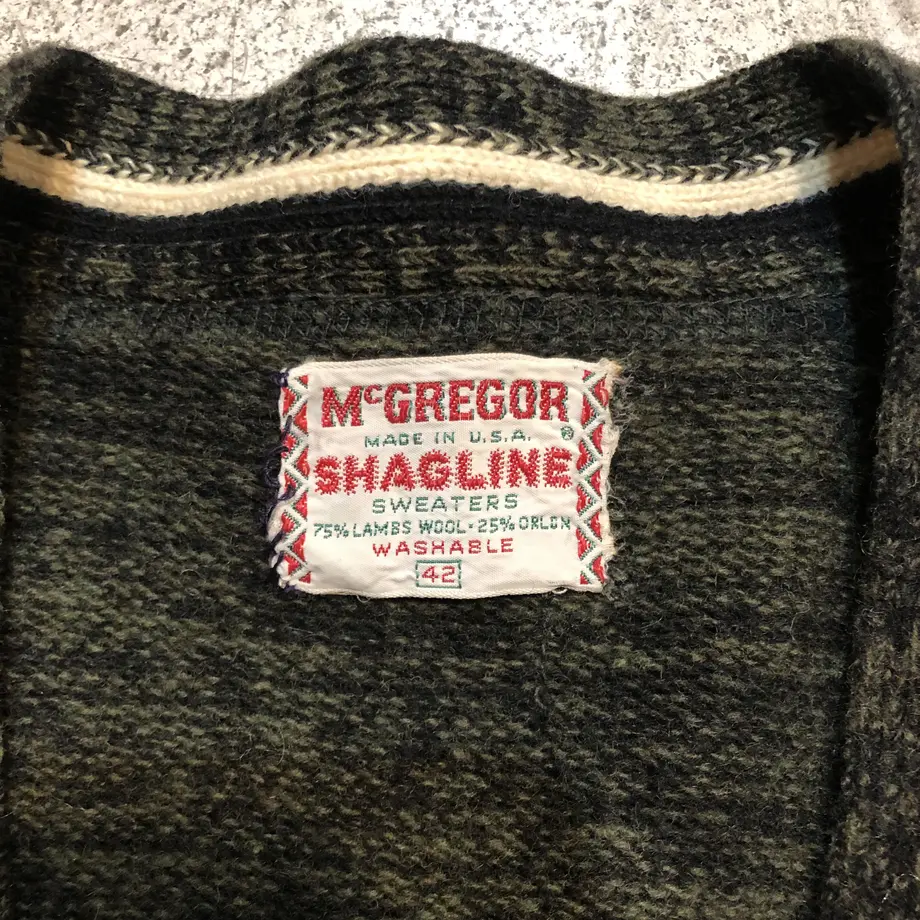 McGREGOR
MADE IN U.S.A. ®
SHAGLINE
SWEATERS
75% LAMBS WOOL - 25% ORLON
WASHABLE
42